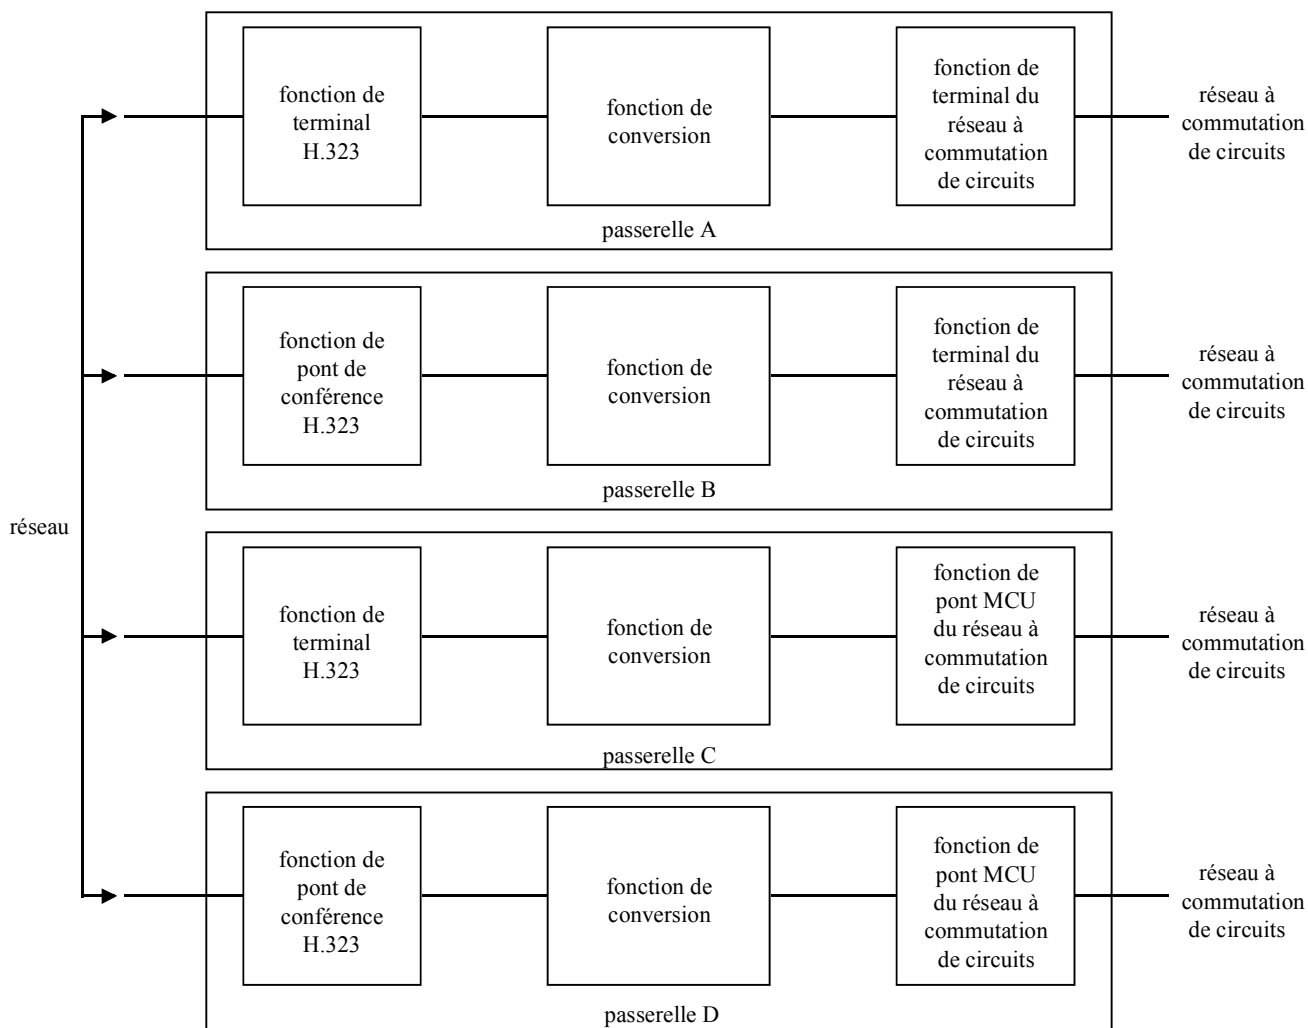 fonction de
terminal
H.323
fonction de
conversion
fonction de
terminal du
réseau à
commutation
de circuits
réseau à
commutation
de circuits
passerelle A
fonction de
pont de
conférence
H.323
fonction de
conversion
fonction de
terminal du
réseau à
commutation
de circuits
réseau à
commutation
de circuits
passerelle B
réseau
fonction de
terminal
H.323
fonction de
conversion
fonction de
pont MCU
du réseau à
commutation
de circuits
réseau à
commutation
de circuits
passerelle C
fonction de
pont de
conférence
H.323
fonction de
conversion
fonction de
pont MCU
du réseau à
commutation
de circuits
réseau à
commutation
de circuits
passerelle D